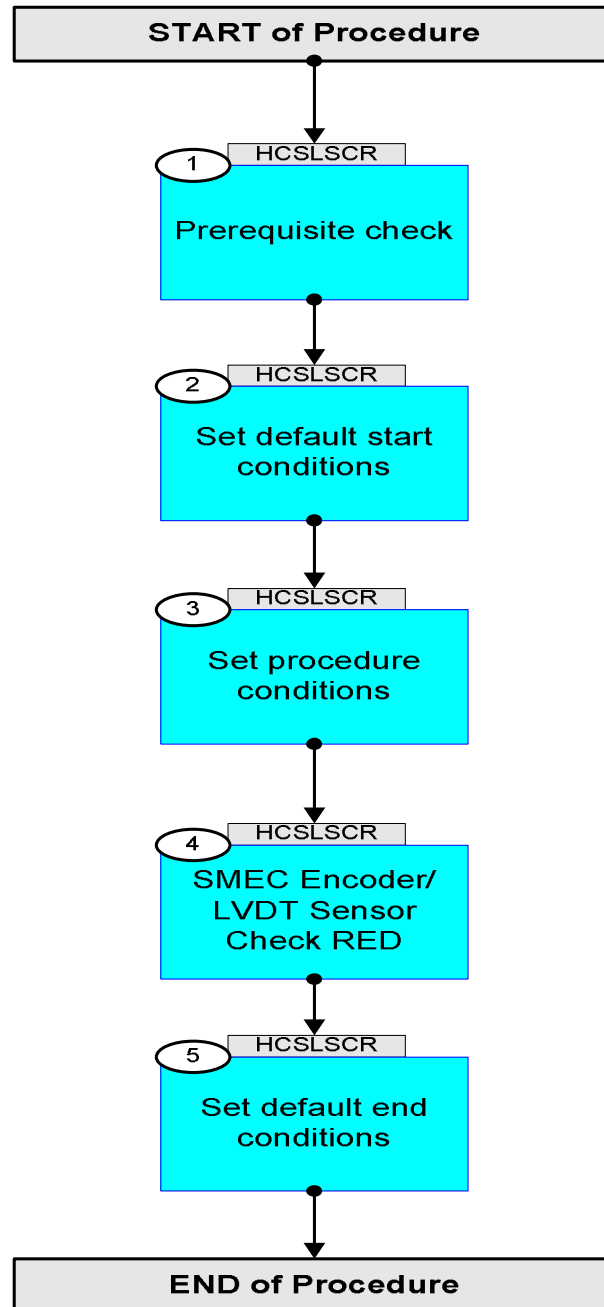 START of Procedure
HCSLSCR
1
Prerequisite check
HCSLSCR
2
Set default start
conditions
HCSLSCR
3
Set procedure
conditions
HCSLSCR
4
SMEC Encoder/
LVDT Sensor
Check RED
HCSLSCR
5
Set default end
conditions
END of Procedure